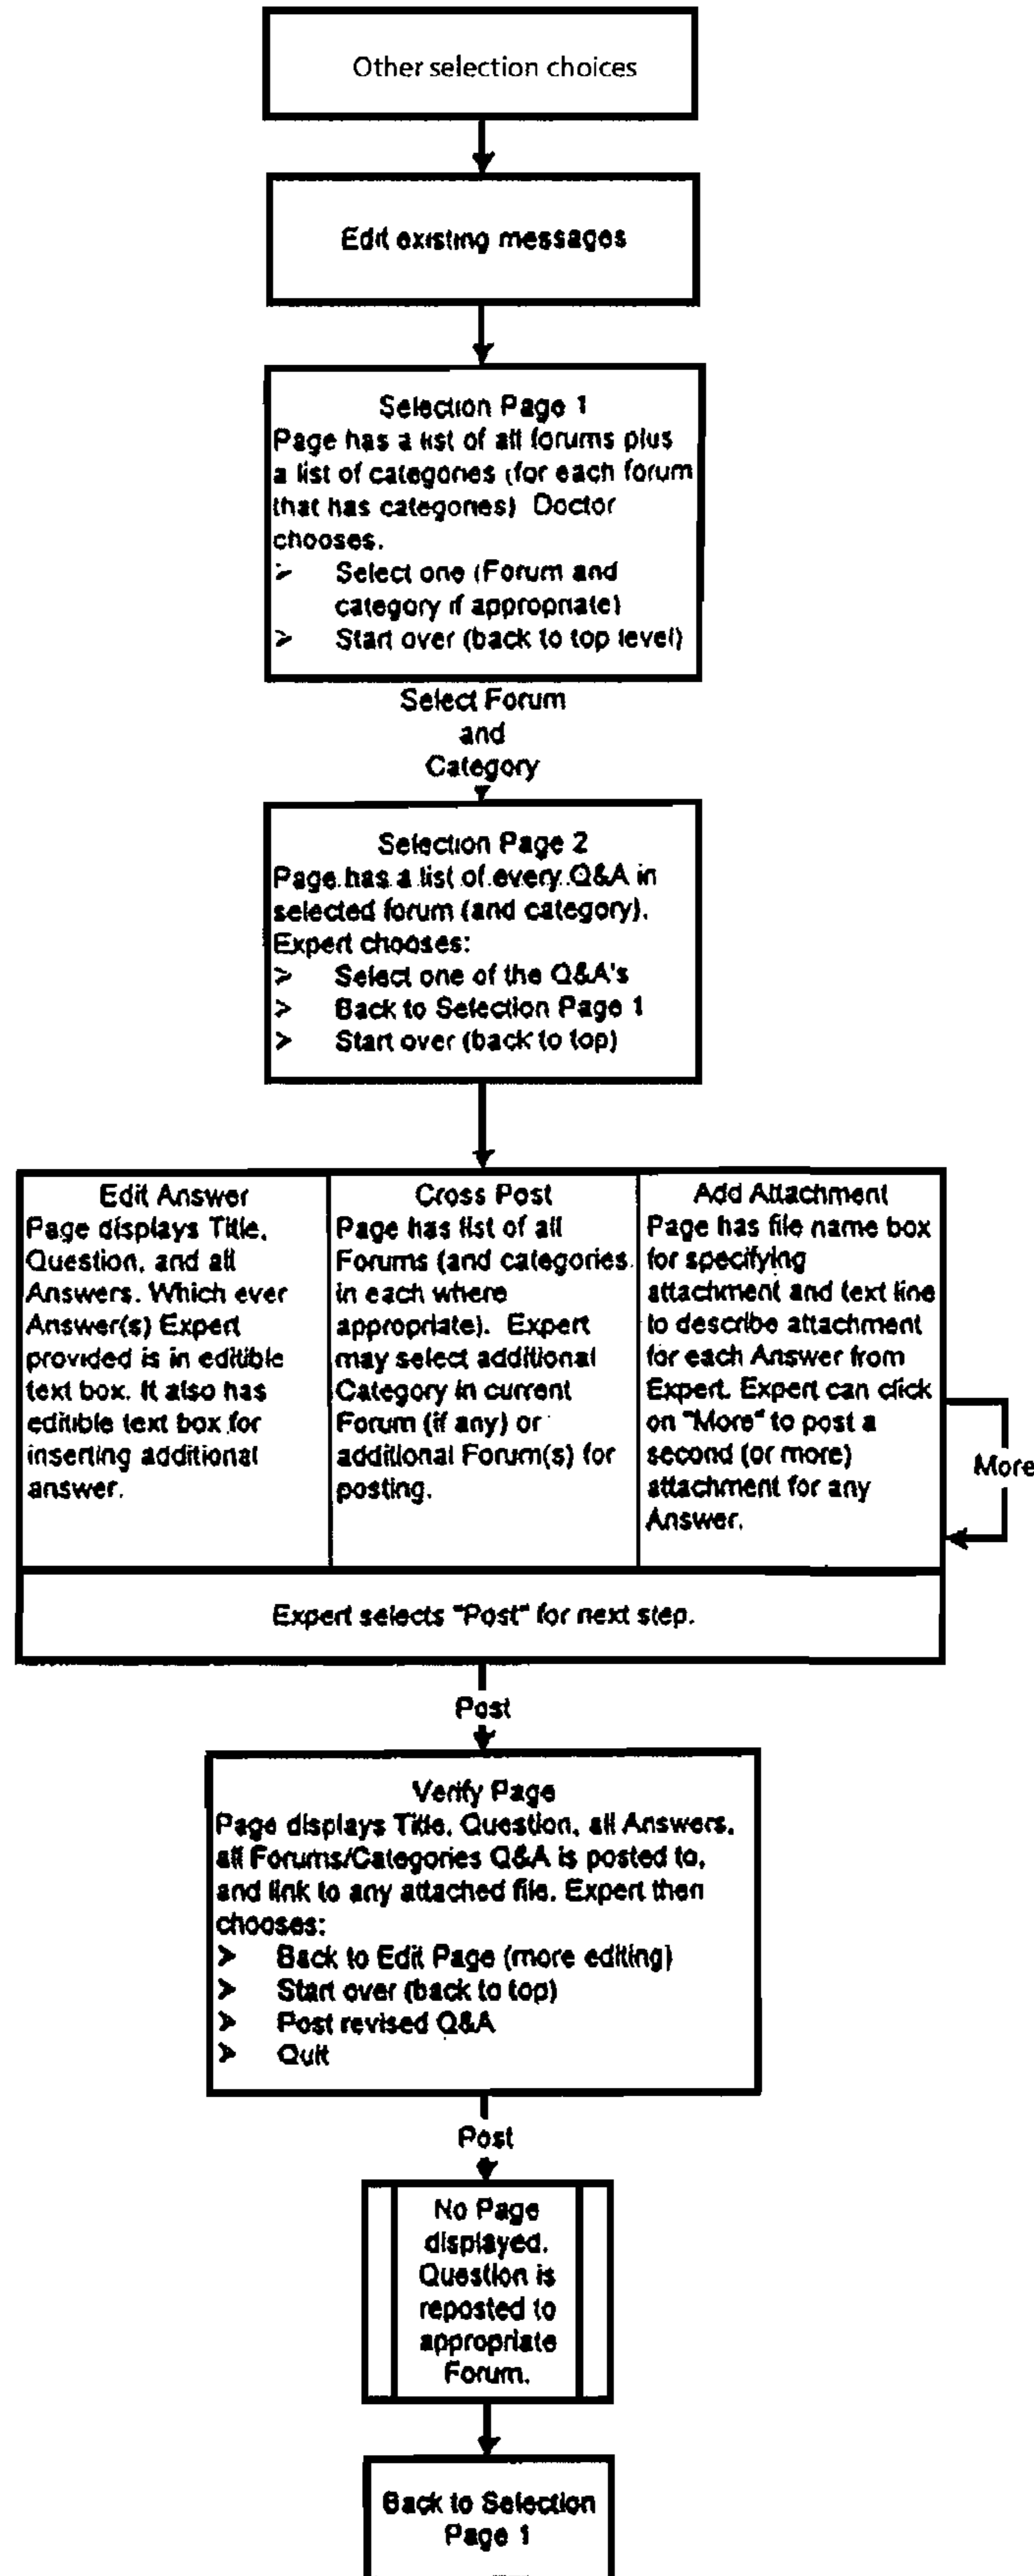 Other selection choices
Edit existing messages
Selection Page 1
Page has a list of all forums plus
a list of categories (for each forum
that has categories) Doctor
chooses.
➢ Select one (Forum and
category if appropriate)
➢ Start over (back to top level)
Select Forum
and
Category
Selection Page 2
Page has a list of every Q&A in
selected forum (and category).
Expert chooses:
➢ Select one of the Q&A's
➢ Back to Selection Page 1
➢ Start over (back to top)
Edit Answer
Page displays Title,
Question, and all
Answers. Which ever
Answer(s) Expert
provided is in editible
text box. It also has
editible text box for
inserting additional
answer.
Cross Post
Page has list of all
Forums (and categories
in each where
appropriate). Expert
may select additional
Category in current
Forum (if any) or
additional Forum(s) for
posting.
Add Attachment
Page has file name box
for specifying
attachment and text line
to describe attachment
for each Answer from
Expert. Expert can click
on "More" to post a
second (or more)
attachment for any
Answer.
More
Expert selects "Post" for next step.
Post
Verify Page
Page displays Title, Question, all Answers,
all Forums/Categories Q&A is posted to,
and link to any attached file. Expert then
chooses:
➢ Back to Edit Page (more editing)
➢ Start over (back to top)
➢ Post revised Q&A
➢ Quit
Post
No Page
displayed.
Question is
reposted to
appropriate
Forum.
Back to Selection
Page 1